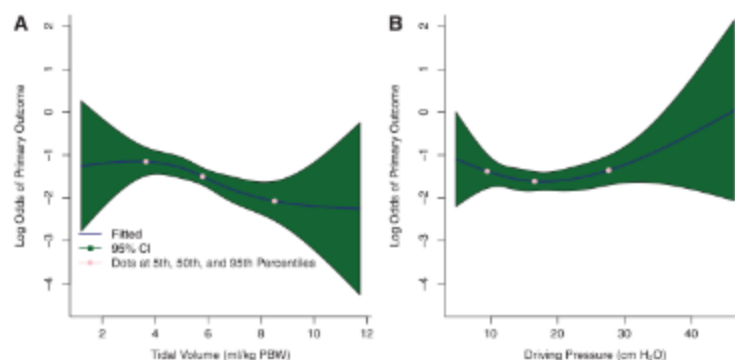 A
B
Log Odds of Primary Outcome
2
1
0
-1
-2
-3
-4
Fitted
95% CI
Dots at 5th, 50th, and 95th Percentiles
2 4 6 8 10 12
Tidal Volume (ml/kg PBW)
Log Odds of Primary Outcome
2
1
0
-1
-2
-3
-4
10 20 30 40
Driving Pressure (cm H₂O)